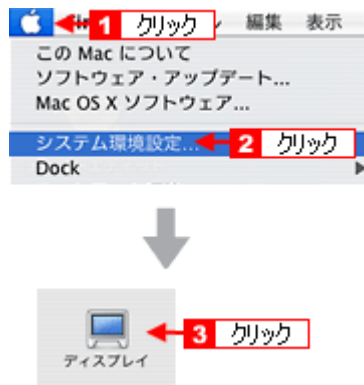 1 クリック 編集 表示
この Mac について
ソフトウェア・アップデート...
Mac OS X ソフトウェア...
システム環境設定... 2 クリック
Dock
3 クリック
ディスプレイ